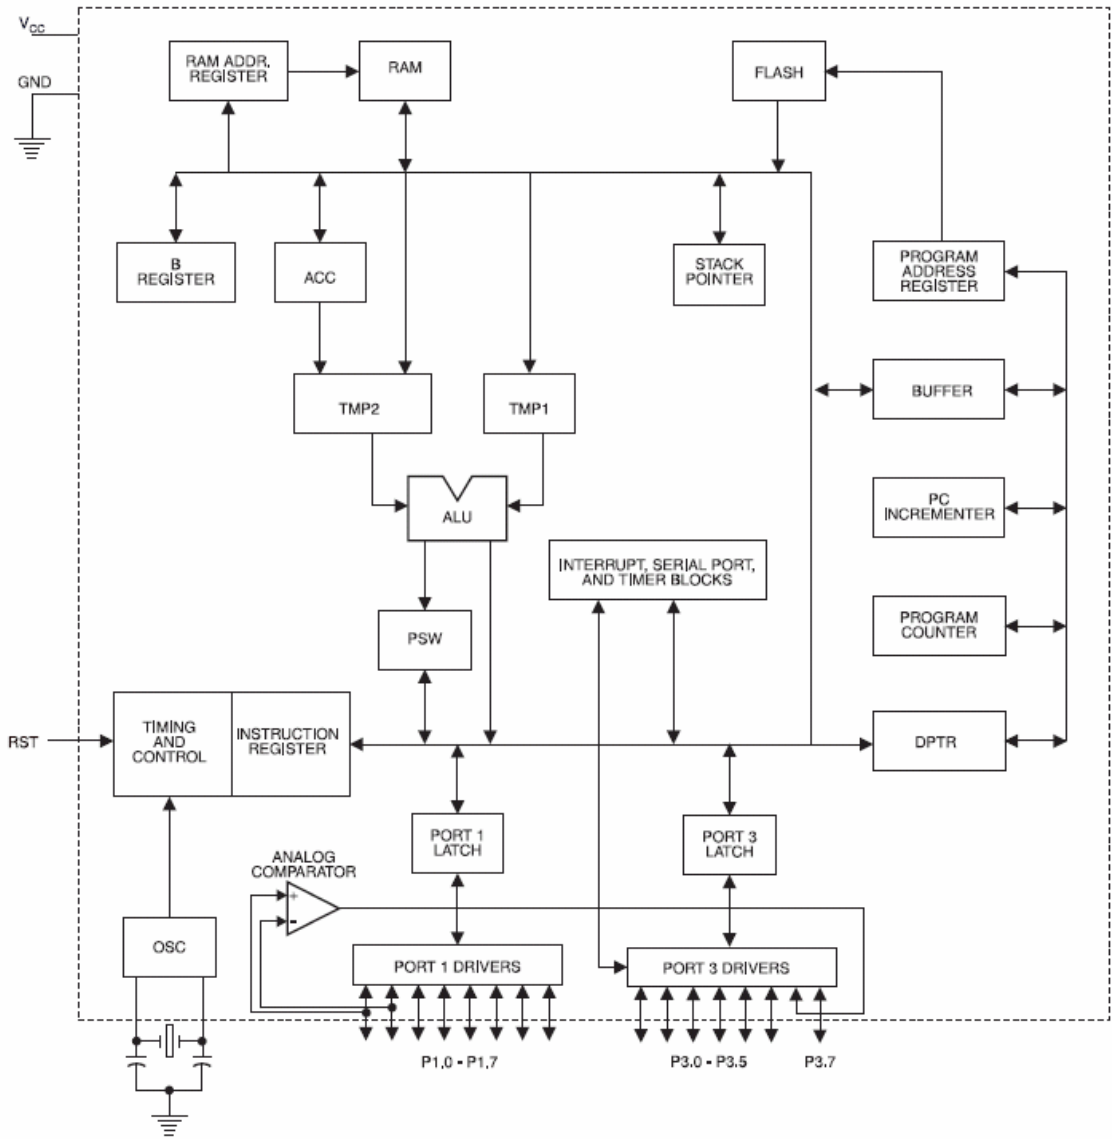 VCC
GND
RAM ADDR.
REGISTER
RAM
FLASH
B
REGISTER
ACC
STACK
POINTER
PROGRAM
ADDRESS
REGISTER
TMP2
TMP1
BUFFER
ALU
PC
INCREMENTER
INTERRUPT, SERIAL PORT,
AND TIMER BLOCKS
PSW
PROGRAM
COUNTER
RST
TIMING
AND
CONTROL
INSTRUCTION
REGISTER
DPTR
PORT 1
LATCH
PORT 3
LATCH
ANALOG
COMPARATOR
+
-
OSC
PORT 1 DRIVERS
PORT 3 DRIVERS
P1.0 - P1.7
P3.0 - P3.5
P3.7